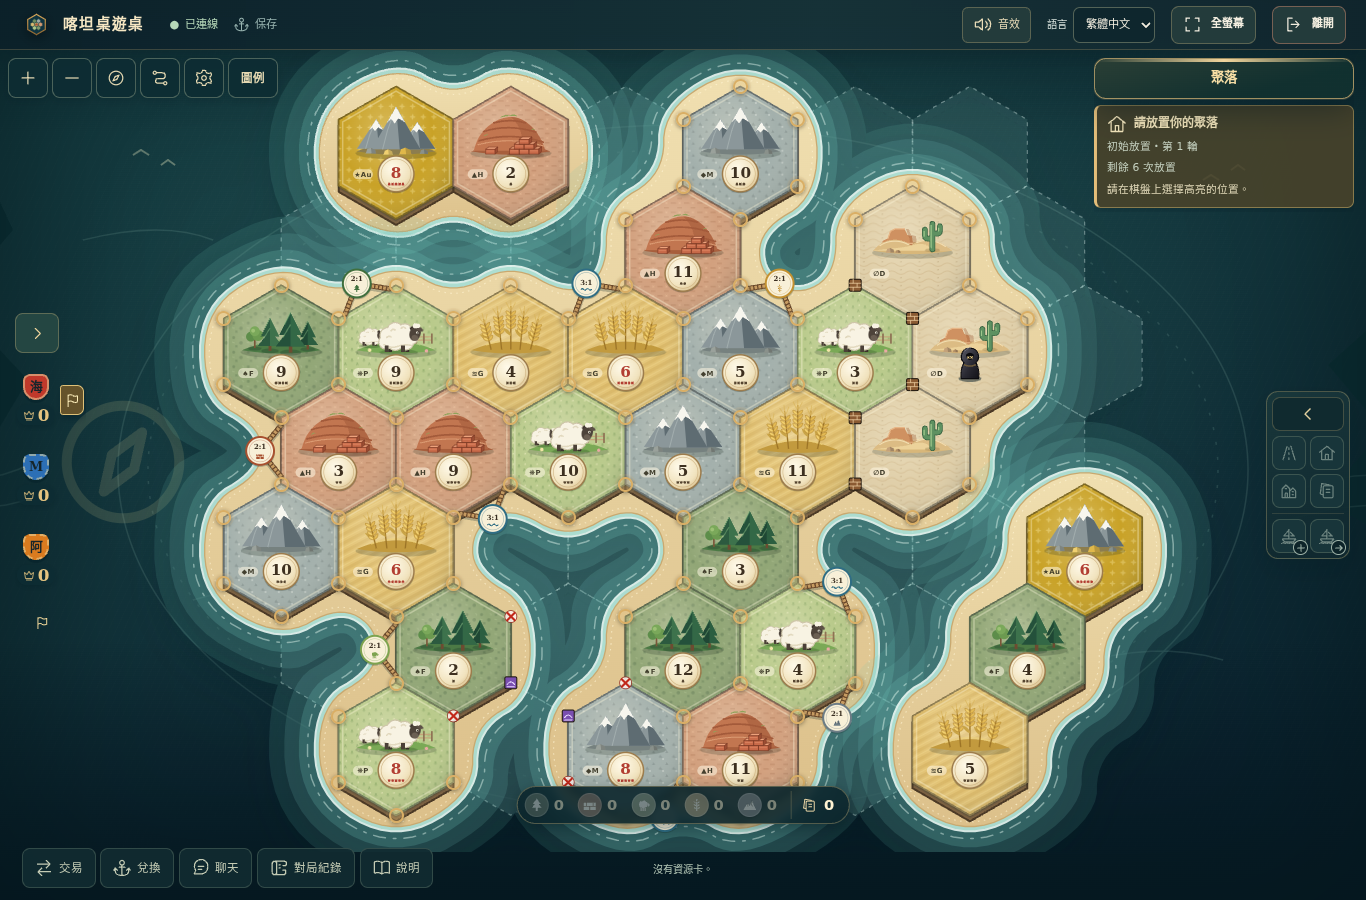 喀坦桌遊桌
已連線
保存
音效
語言
繁體中文
全螢幕
離開
圖例
聚落
請放置你的聚落
初始放置・第 1 輪
剩餘 6 次放置
請在棋盤上選擇高亮的位置。
★Au 8
▲H 2
◆M 10
▲H 11
∅D
2:1
3:1
2:1
♠F 9
❋P 9
≋G 4
≋G 6
◆M 5
❋P 3
∅D
2:1
▲H 3
▲H 9
❋P 10
◆M 5
≋G 11
∅D
◆M 10
≋G 6
3:1
♠F 3
3:1
★Au 6
2:1
♠F 2
♠F 12
❋P 4
♠F 4
2:1
❋P 8
◆M 8
▲H 11
≋G 5
海
0
M
0
阿
0
0 0 0 0 0 0
交易
兌換
聊天
對局紀錄
說明
沒有資源卡。